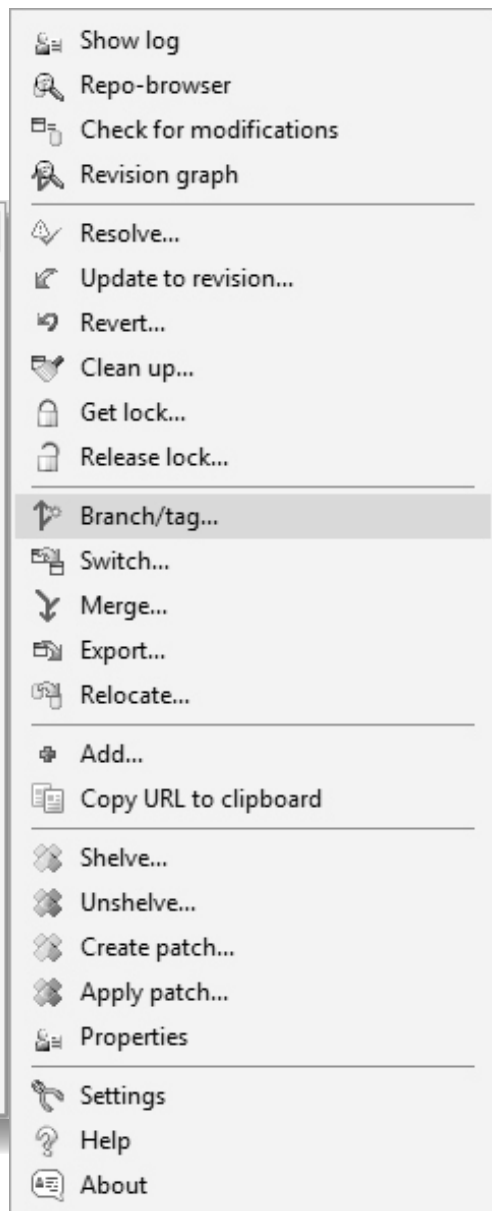 Show log
Repo-browser
Check for modifications
Revision graph
Resolve...
Update to revision...
Revert...
Clean up...
Get lock...
Release lock...
Branch/tag...
Switch...
Merge...
Export...
Relocate...
Add...
Copy URL to clipboard
Shelve...
Unshelve...
Create patch...
Apply patch...
Properties
Settings
Help
About